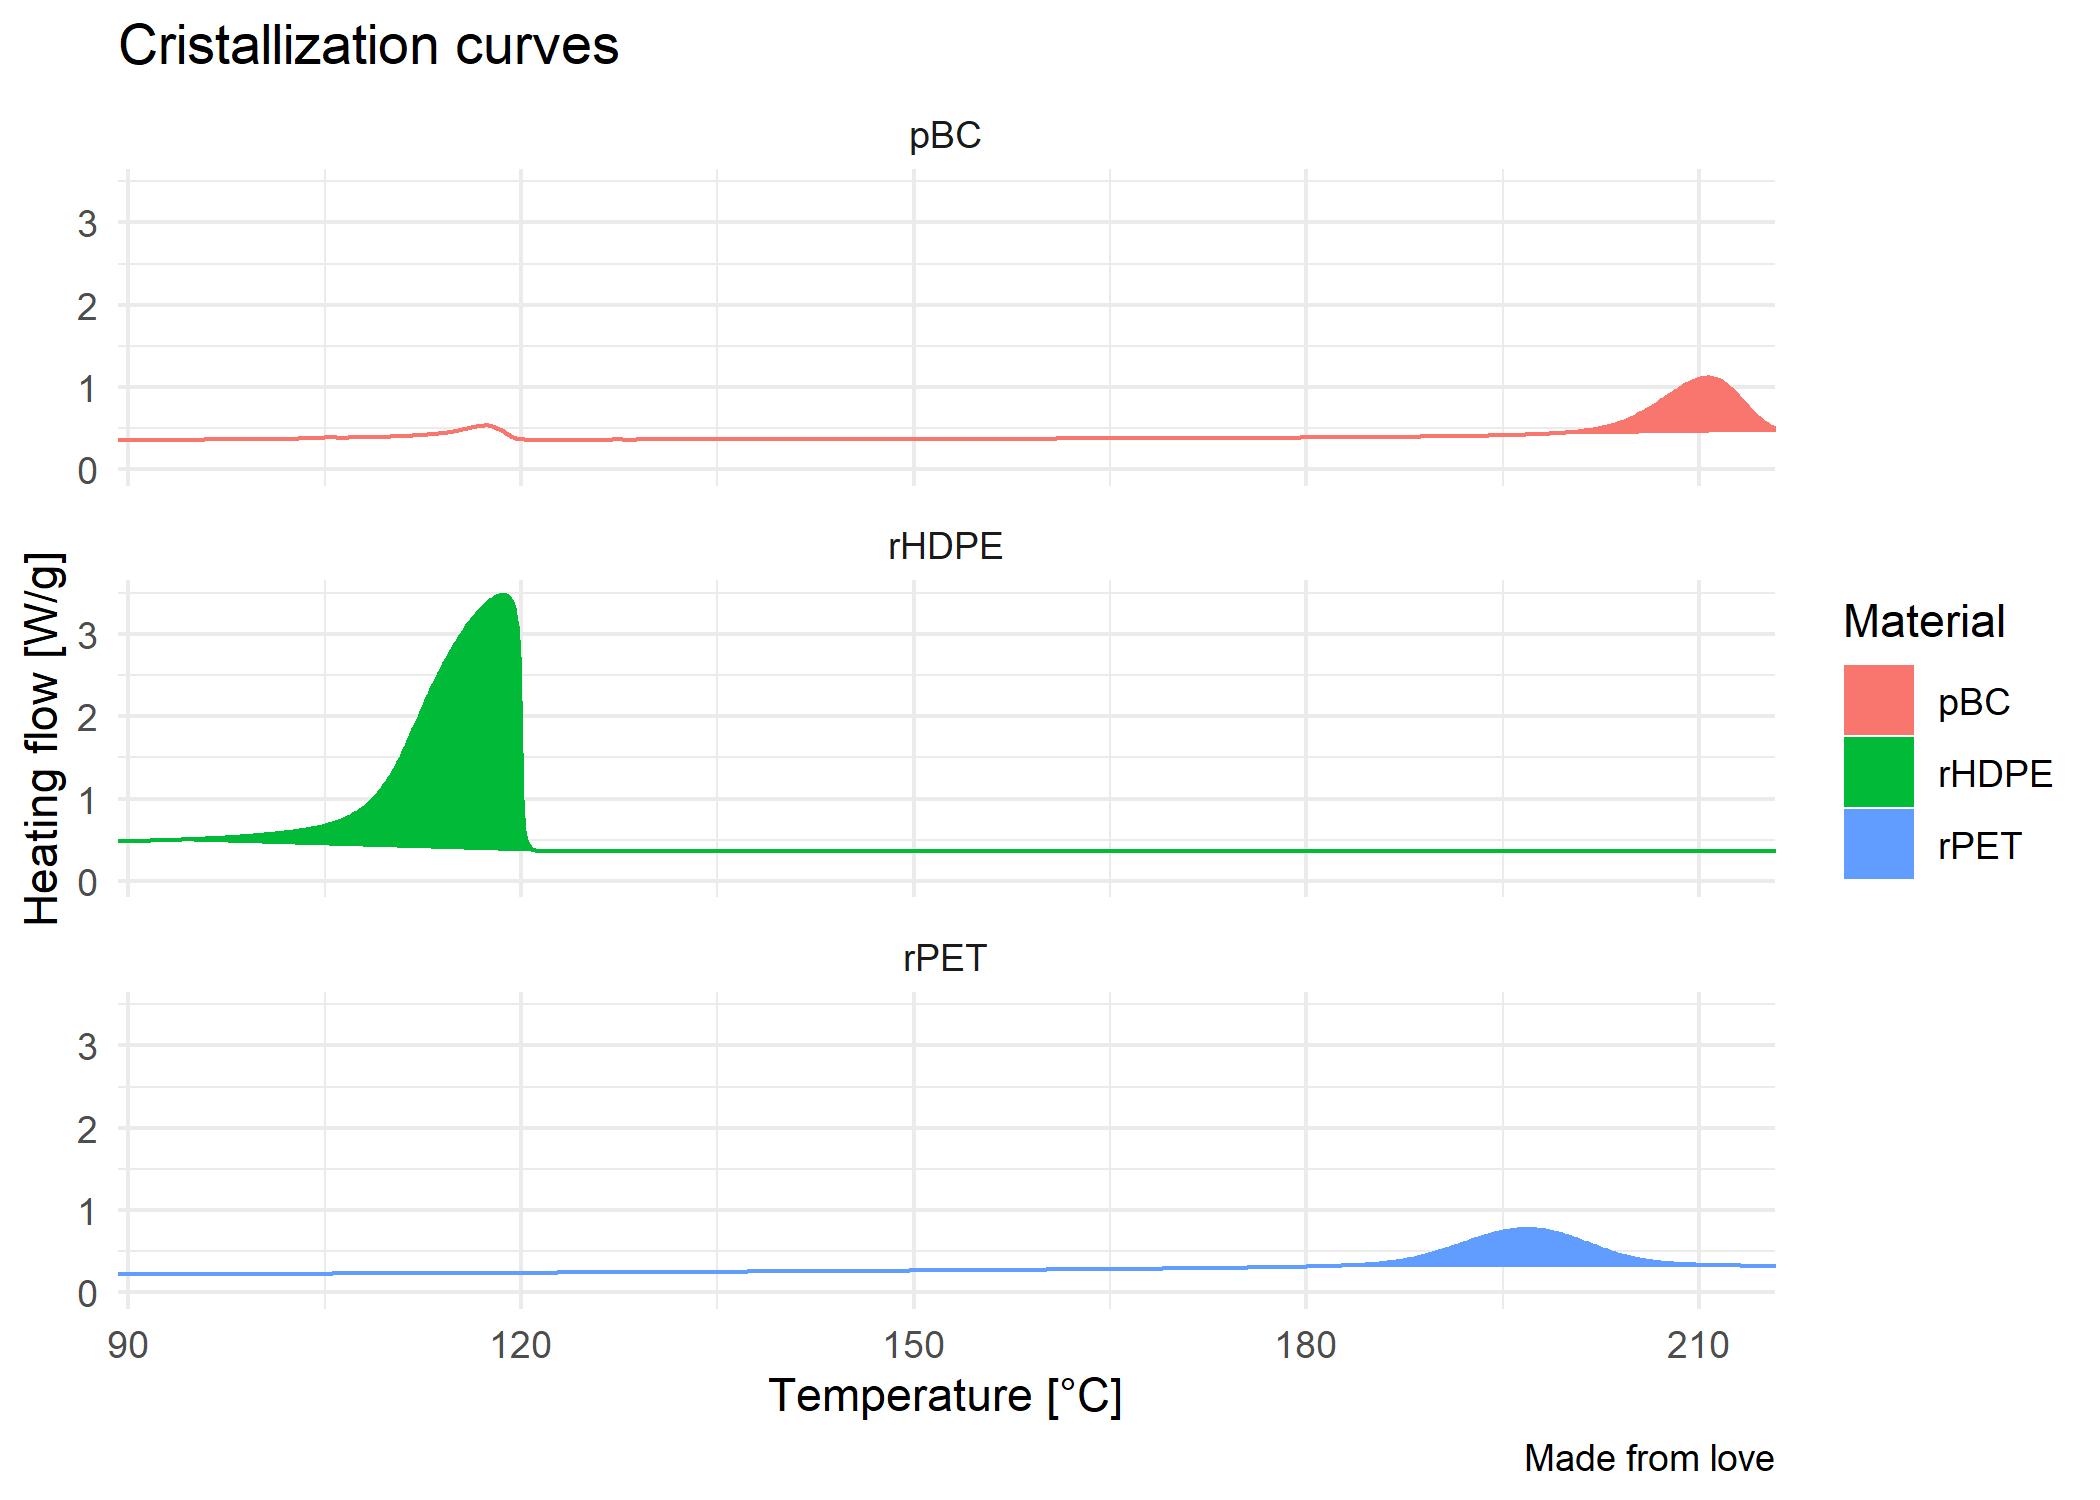 Cristallization curves
pBC
3
2
1
0
rHDPE
3
2
1
0
rPET
3
2
1
0
90 120 150 180 210
Temperature [°C]
Heating flow [W/g]
Material
pBC
rHDPE
rPET
Made from love